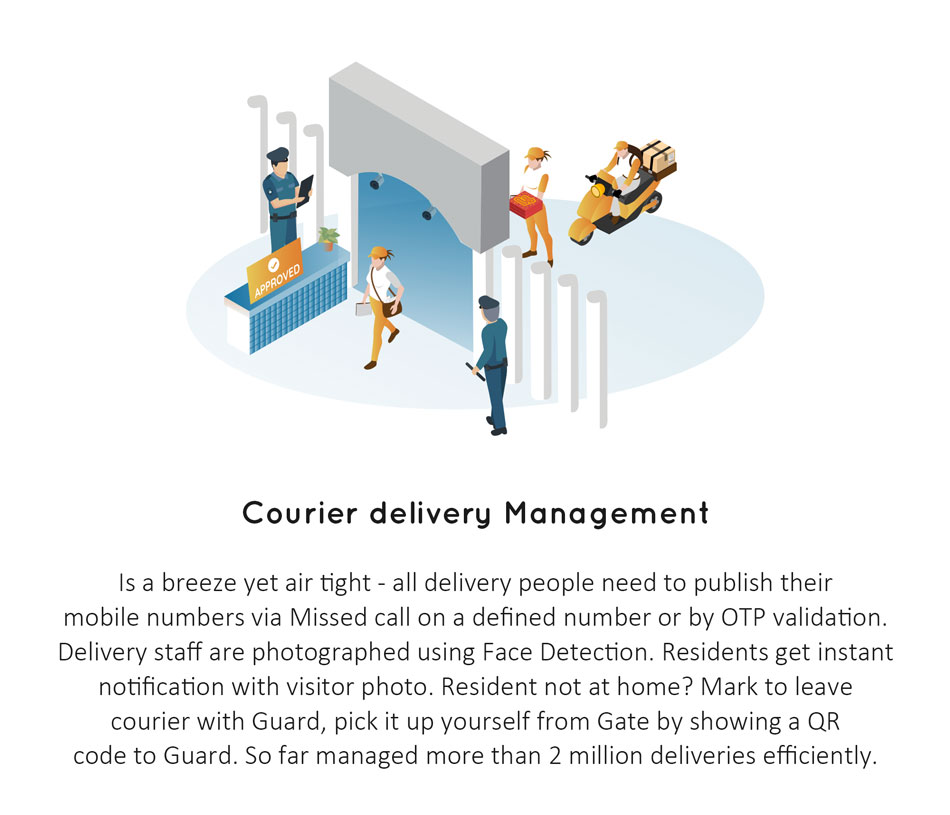 APPROVED
Courier delivery Management
Is a breeze yet air tight - all delivery people need to publish their
mobile numbers via Missed call on a defined number or by OTP validation.
Delivery staff are photographed using Face Detection. Residents get instant
notification with visitor photo. Resident not at home? Mark to leave
courier with Guard, pick it up yourself from Gate by showing a QR
code to Guard. So far managed more than 2 million deliveries efficiently.